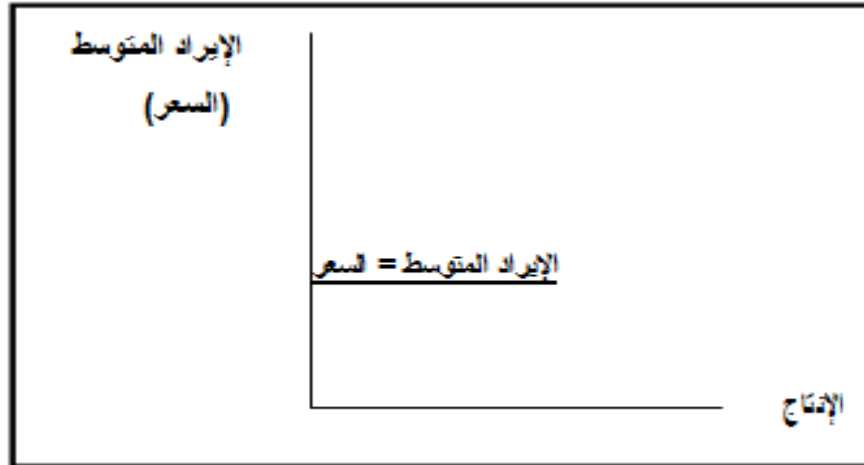 الإيراد المتوسط
(السعر)
الإيراد المتوسط = السعر
الإنتاج